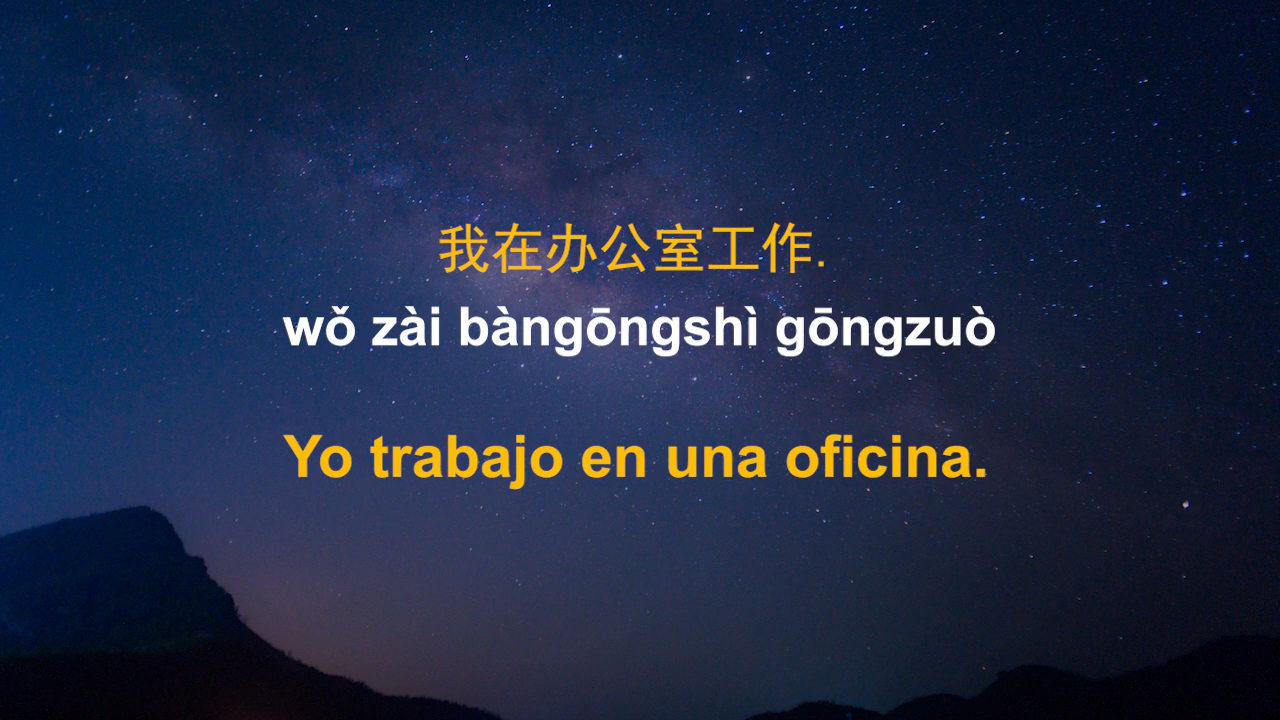 我在办公室工作.
wǒ zài bàngōngshì gōngzuò
Yo trabajo en una oficina.